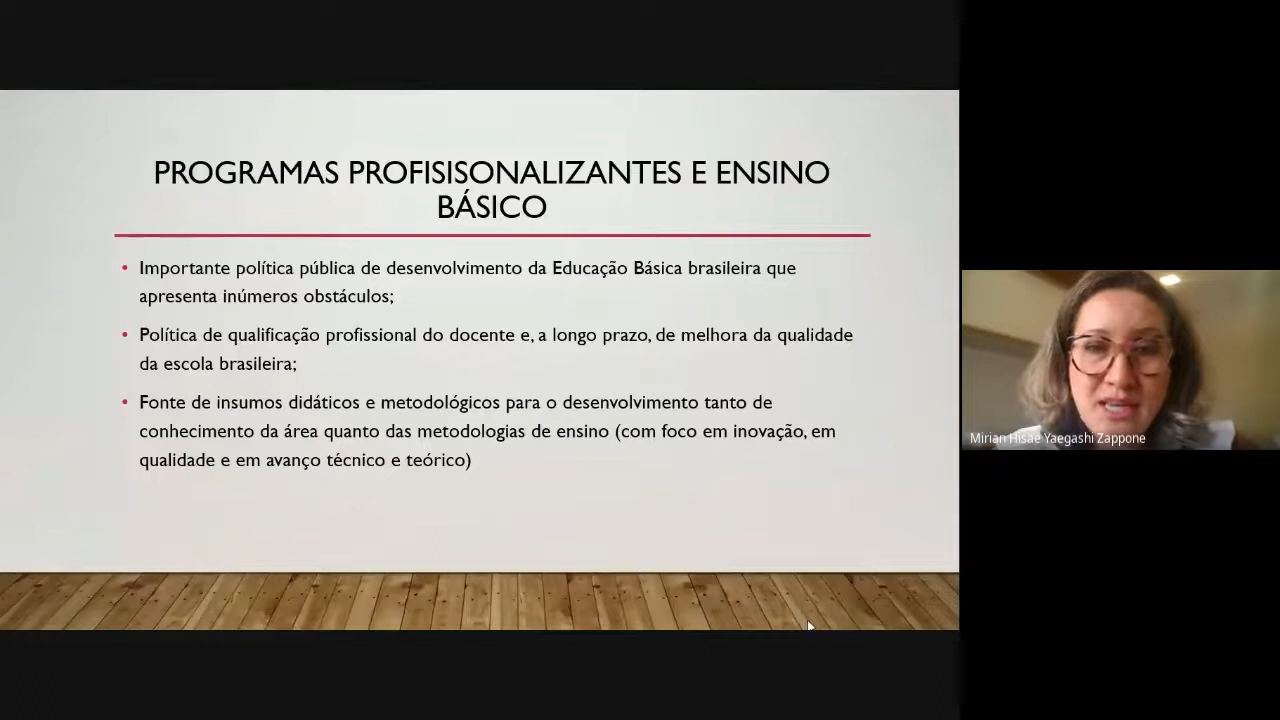 PROGRAMAS PROFISISONALIZANTES E ENSINO
BÁSICO
• Importante política pública de desenvolvimento da Educação Básica brasileira que
apresenta inúmeros obstáculos;
• Política de qualificação profissional do docente e, a longo prazo, de melhora da qualidade
da escola brasileira;
• Fonte de insumos didáticos e metodológicos para o desenvolvimento tanto de
conhecimento da área quanto das metodologias de ensino (com foco em inovação, em
qualidade e em avanço técnico e teórico)
Mirian Hisae Yaegashi Zappone